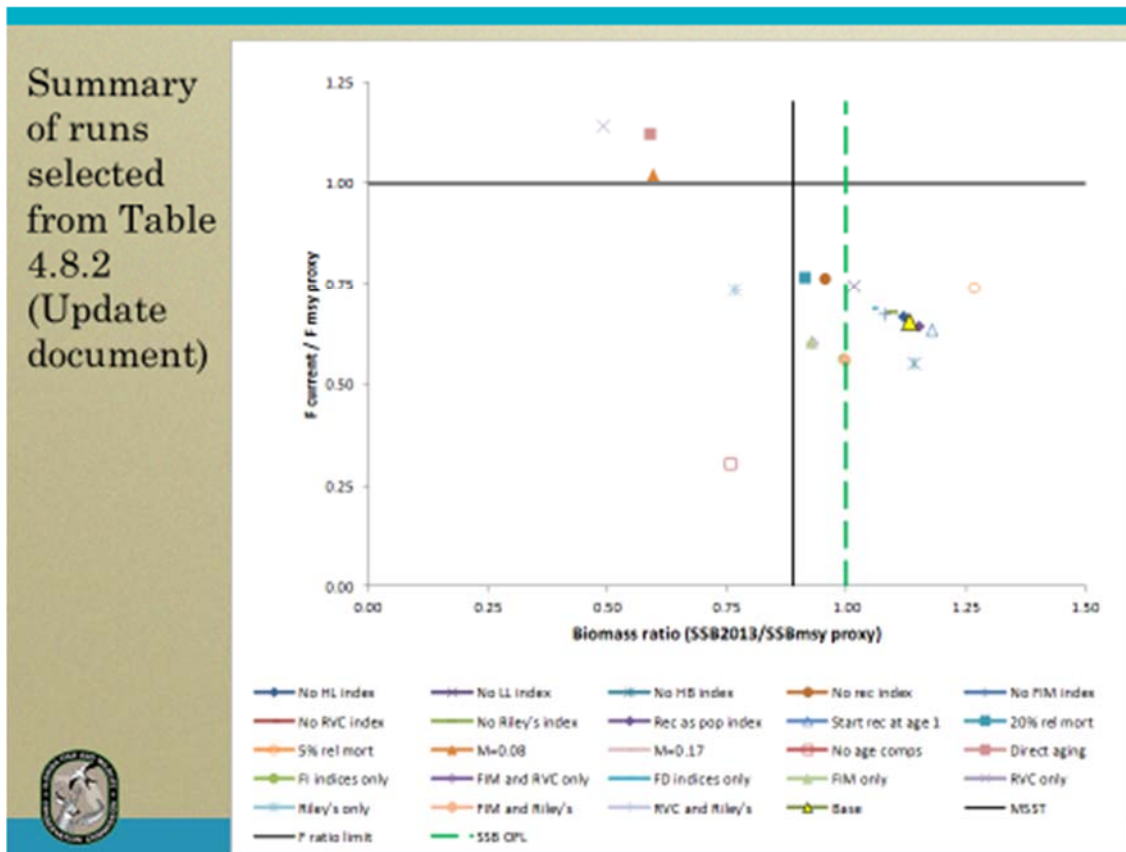 Summary
of runs
selected
from Table
4.8.2
(Update
document)
1.25
1.00
0.75
0.50
0.25
0.00
F current / F msy proxy
0.00 0.25 0.50 0.75 1.00 1.25 1.50
Biomass ratio (SSB2013/SSBmsy proxy)
No HL index No LL index No HB index No rec index No FIM index
No RVC index No Riley's index Rec as pop index Start rec at age 1 20% rel mort
5% rel mort M=0.08 M=0.17 No age comps Direct aging
FI indices only FIM and RVC only FD indices only FIM only RVC only
Riley's only FIM and Riley's RVC and Riley's Base MSST
F ratio limit SSB OFL